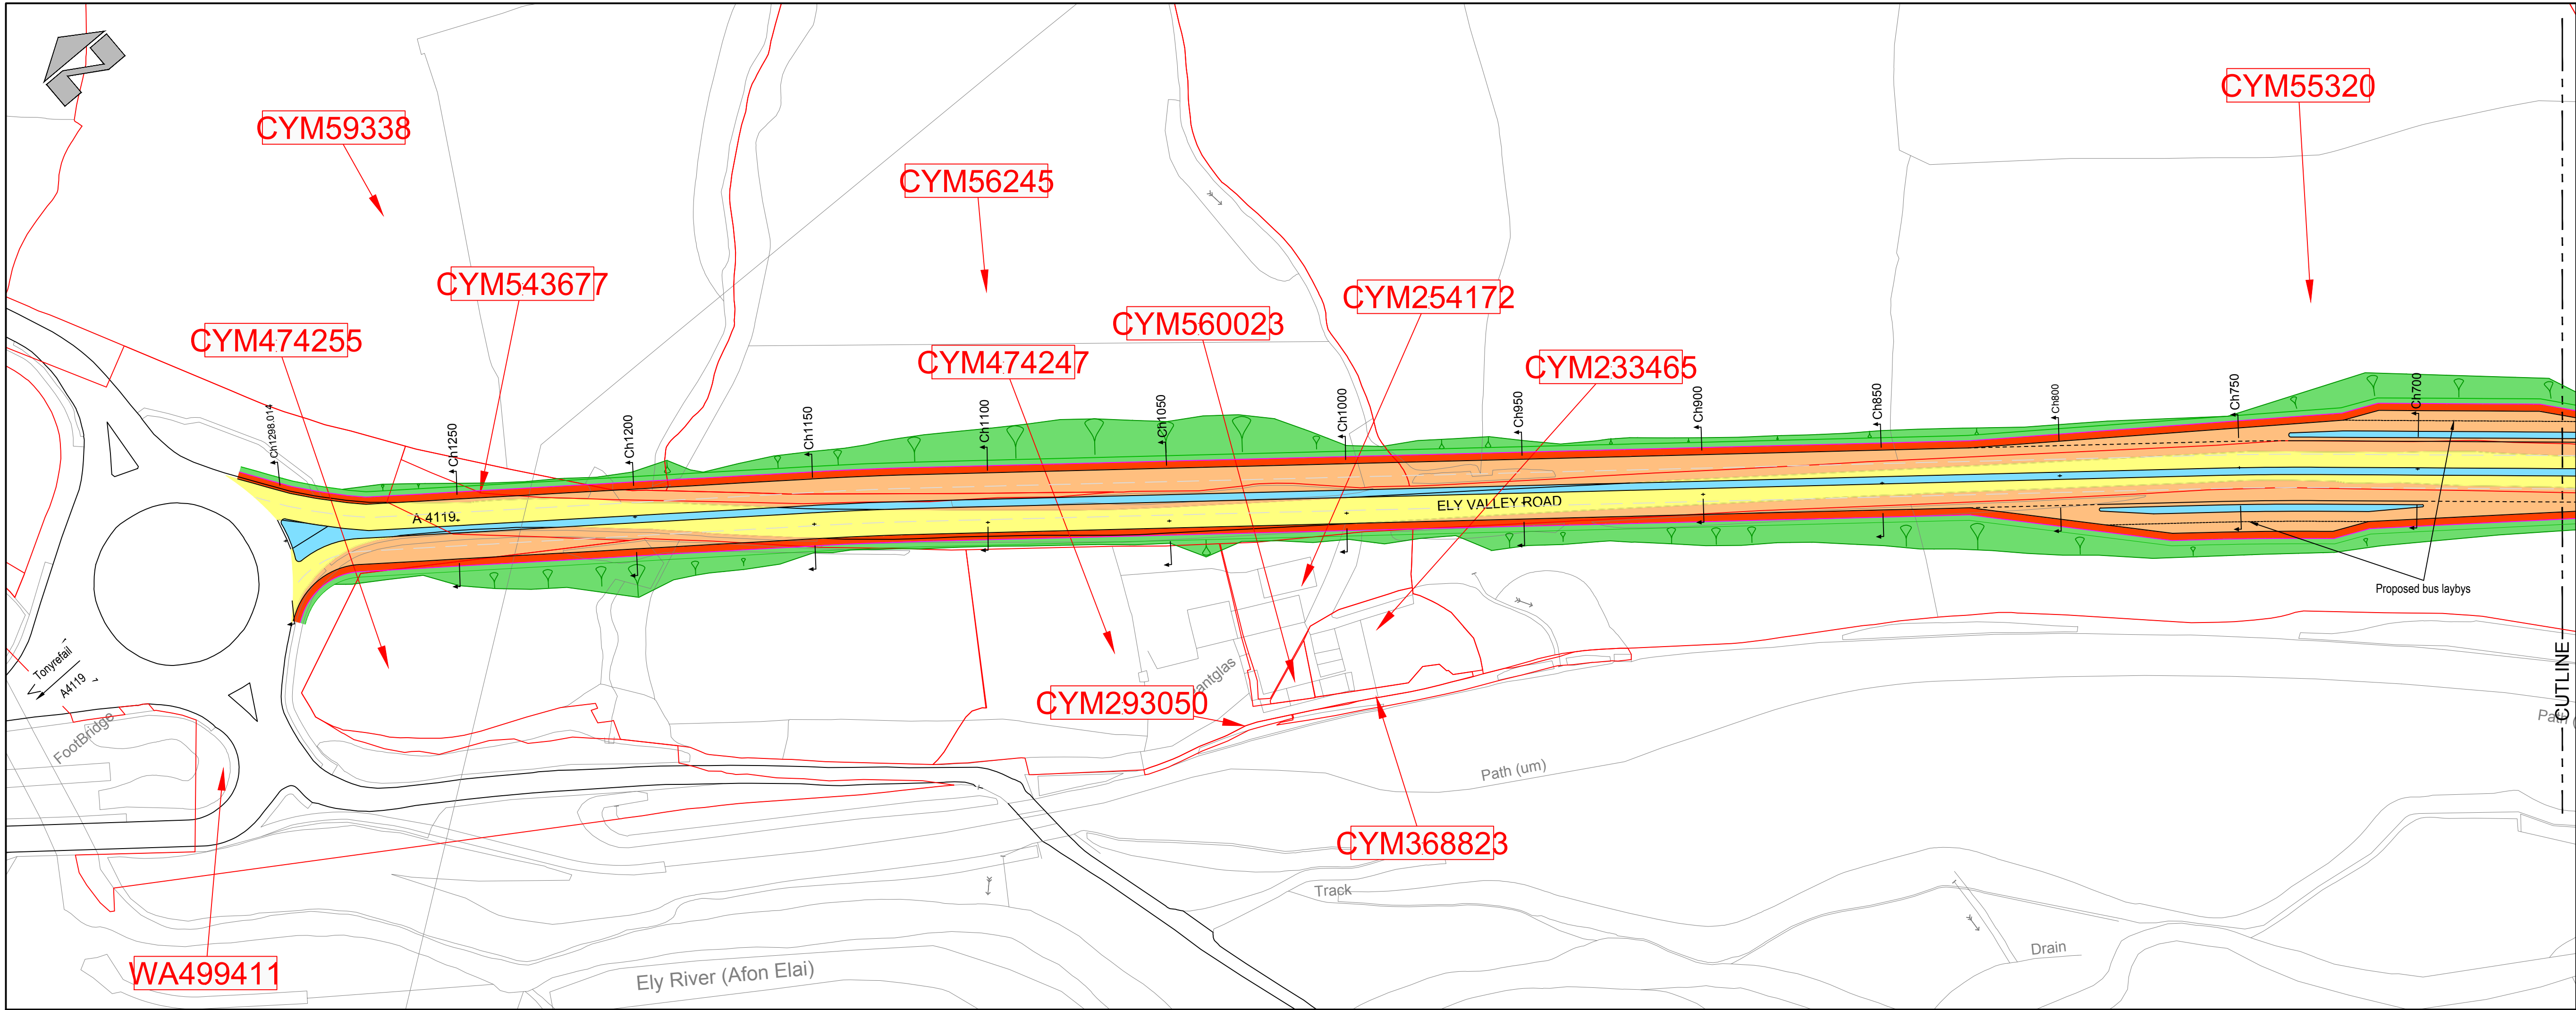 CYM55320
CYM59338
CYM56245
CYM543677
CYM254172
CYM560023
CYM474255
CYM474247
CYM233465
Ch1298.014
Ch1250
Ch1200
Ch1150
Ch1100
Ch1050
Ch1000
Ch950
Ch900
Ch850
Ch800
Ch750
Ch700
A 4119
ELY VALLEY ROAD
Proposed bus laybys
Tonyrefail
A4119
FootBridge
CYM293050
CUTLINE
Path (um)
CYM368823
Track
Drain
WA499411
Ely River (Afon Elai)